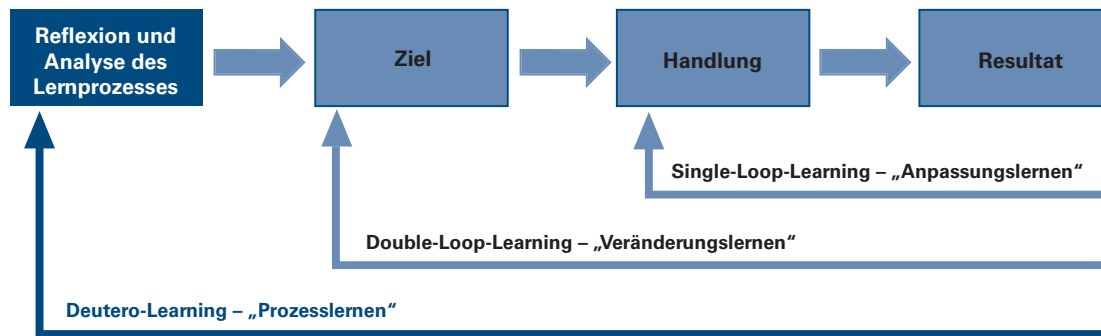 Reflexion und
Analyse des
Lernprozesses
Ziel
Handlung
Resultat
Single-Loop-Learning – „Anpassungslernen“
Double-Loop-Learning – „Veränderungslernen“
Deutero-Learning – „Prozesslernen“